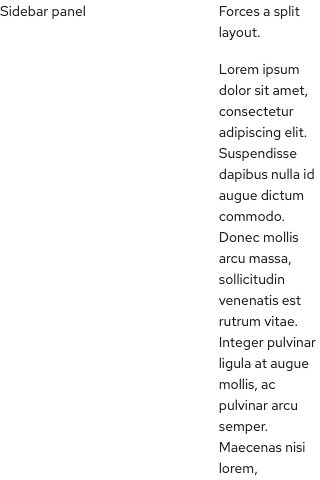 Sidebar panel
Forces a split
layout.
Lorem ipsum
dolor sit amet,
consectetur
adipiscing elit.
Suspendisse
dapibus nulla id
augue dictum
commodo.
Donec mollis
arcu massa,
sollicitudin
venenatis est
rutrum vitae.
Integer pulvinar
ligula at augue
mollis, ac
pulvinar arcu
semper.
Maecenas nisi
lorem,